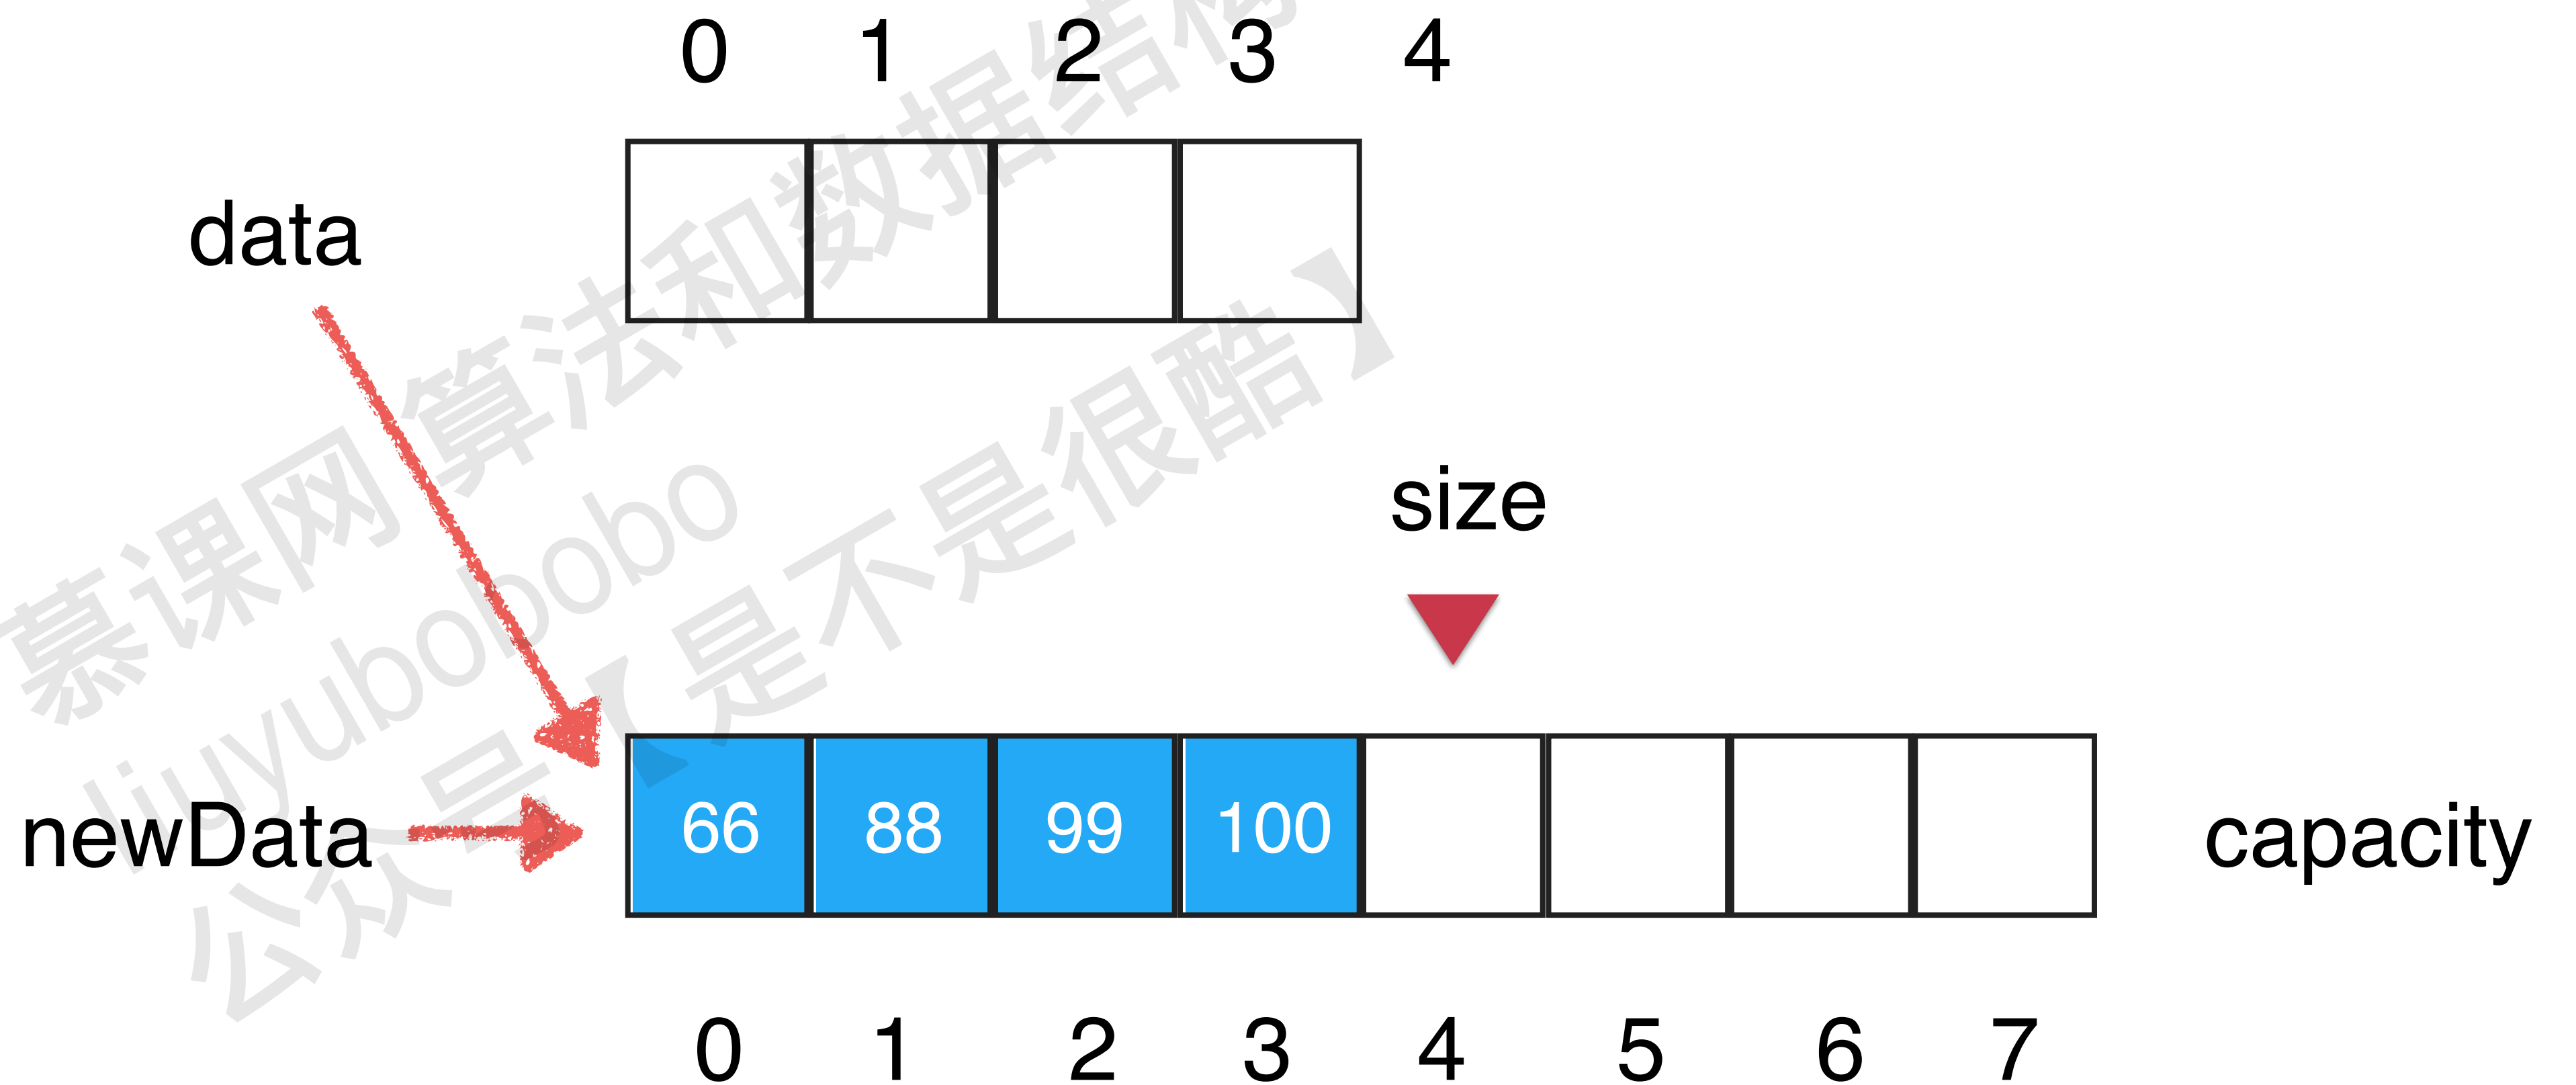 0 1 2 3 4
data
size
newData 66 88 99 100 capacity
0 1 2 3 4 5 6 7
慕课网 算法和数据结构
liuyubobobo
公众号【是不是很酷】